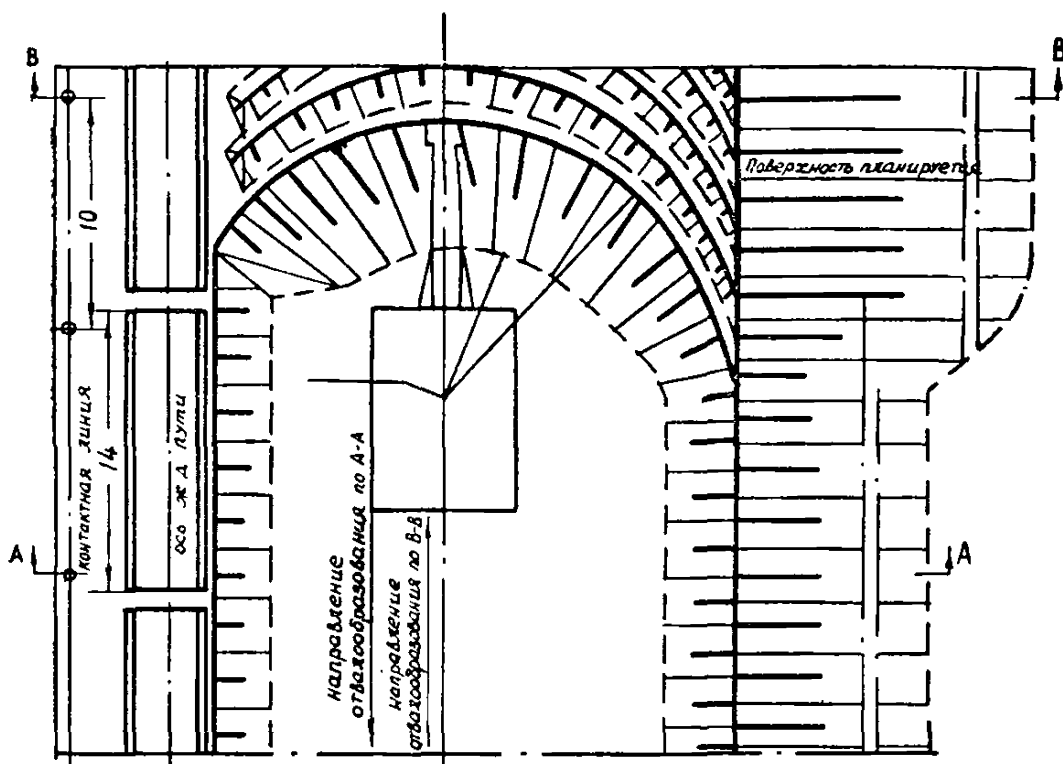 В
В
10
Поверхность планируется
контактная линия
14
ось ж д пути
А
А
направление
отвалообразования по А-А
направление
отвалообразования по В-В